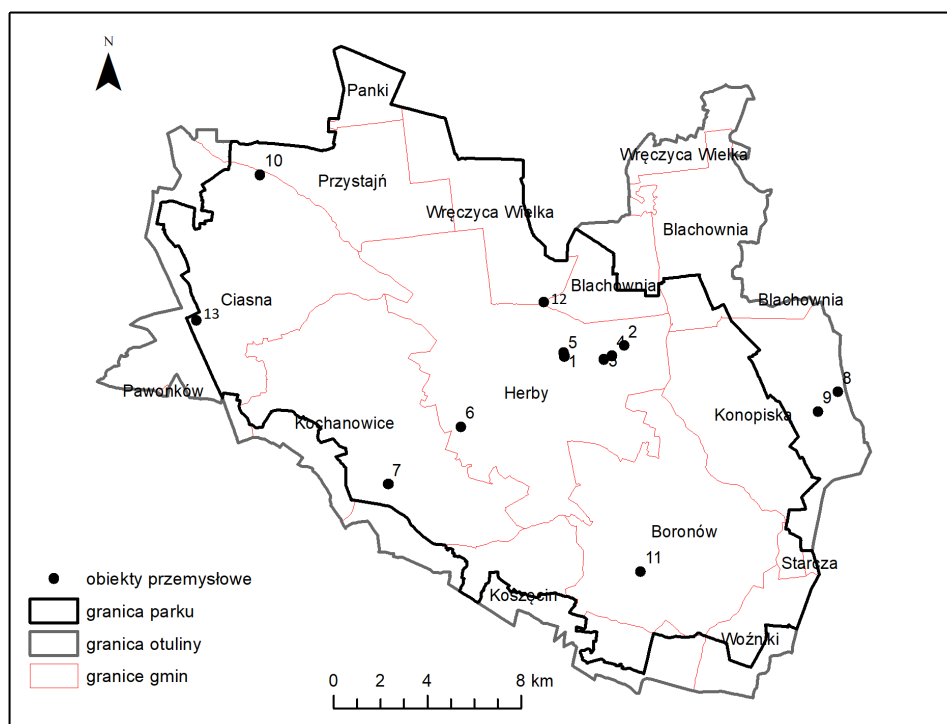 N
Panki
Wręczyca Wielka
10
Przystajń
Wręczyca Wielka
Blachownia
Blachownia
Ciasna
12
Blachownia
13
5
4
2
1
3
Herby
8
Pawonków
9
Konopiska
Kochanowice
6
7
Boronów
11
Starcza
obiekty przemysłowe
Koszęcin
granica parku
Woźniki
granica otuliny
granice gmin
0 2 4 8 km